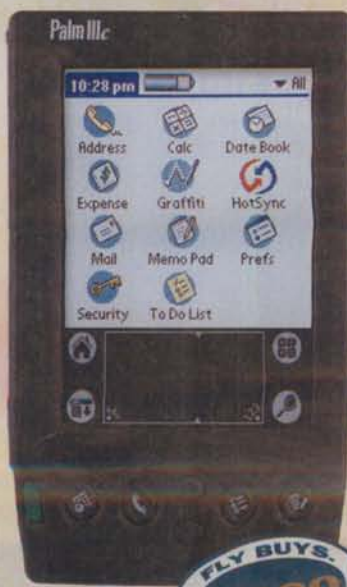 Palm IIIc
10:28 pm All
Address Calc Date Book
Expense Graffiti HotSync
Mail Memo Pad Prefs
Security To Do List
FLY BUYS.